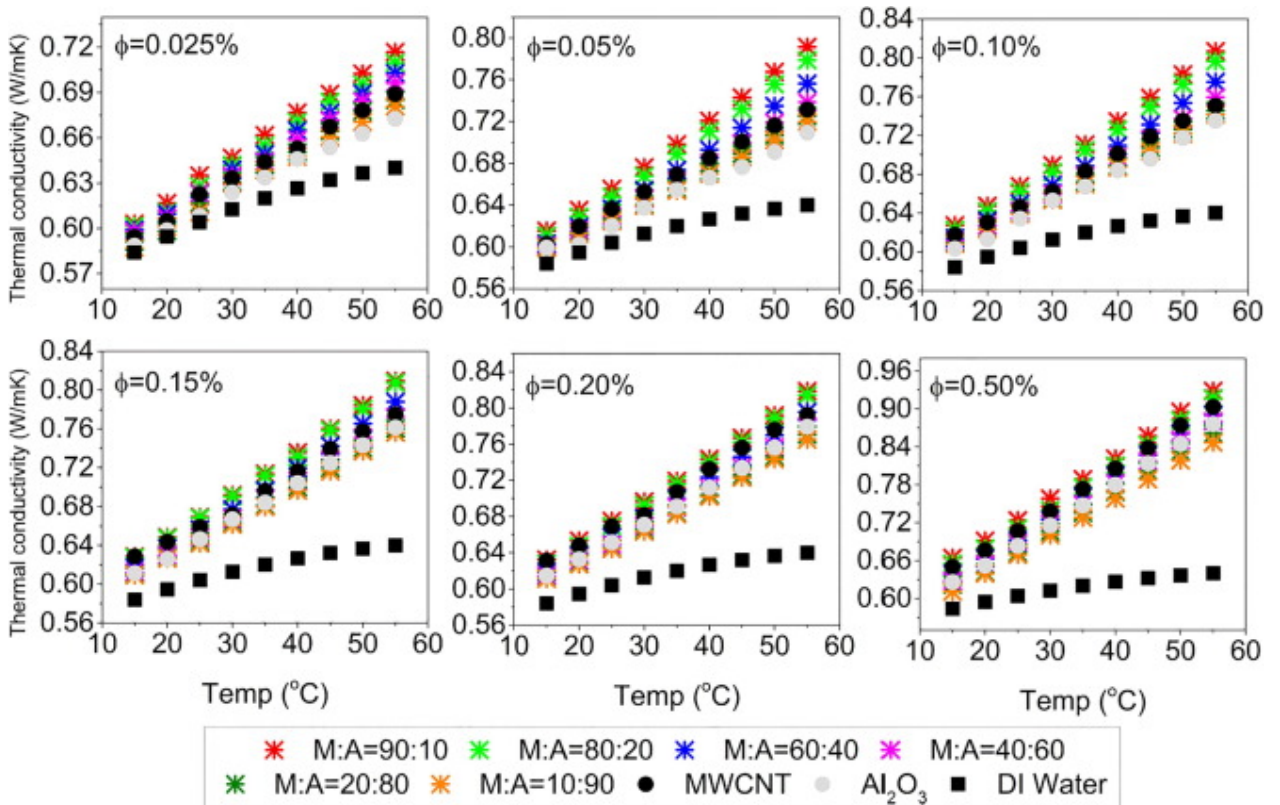 Thermal conductivity (W/mK)
0.72
0.69
0.66
0.63
0.60
0.57
ϕ=0.025%
10 20 30 40 50 60
0.80
0.76
0.72
0.68
0.64
0.60
0.56
ϕ=0.05%
10 20 30 40 50 60
0.84
0.80
0.76
0.72
0.68
0.64
0.60
0.56
ϕ=0.10%
10 20 30 40 50 60
Thermal conductivity (W/mK)
0.84
0.80
0.76
0.72
0.68
0.64
0.60
0.56
ϕ=0.15%
10 20 30 40 50 60
Temp (°C)
0.84
0.80
0.76
0.72
0.68
0.64
0.60
0.56
ϕ=0.20%
10 20 30 40 50 60
Temp (°C)
0.96
0.90
0.84
0.78
0.72
0.66
0.60
ϕ=0.50%
10 20 30 40 50 60
Temp (°C)
M:A=90:10 M:A=80:20 M:A=60:40 M:A=40:60
M:A=20:80 M:A=10:90 MWCNT Al₂O₃ DI Water